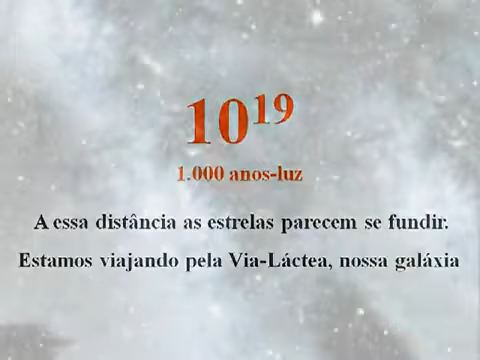 10¹⁹
1.000 anos-luz
A essa distância as estrelas parecem se fundir.
Estamos viajando pela Via-Láctea, nossa galáxia